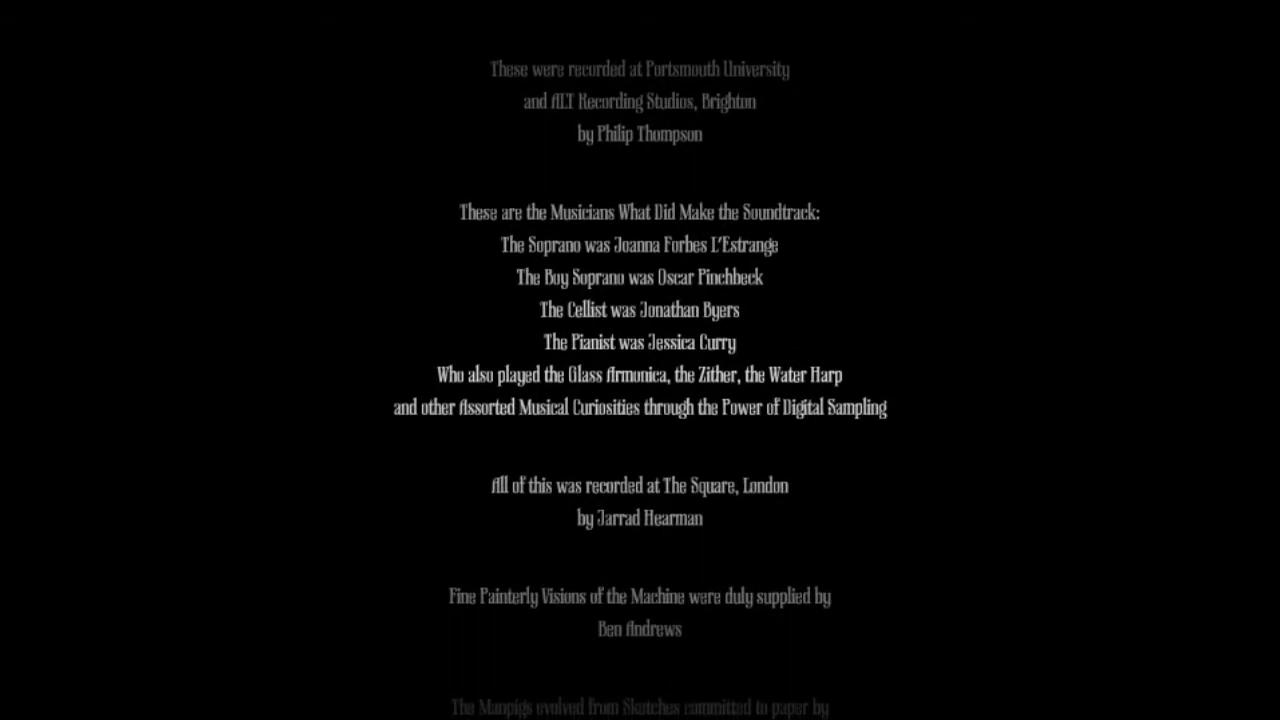 These were recorded at Portsmouth University
and ALT Recording Studios, Brighton
by Philip Thompson
These are the Musicians What Did Make the Soundtrack:
The Soprano was Joanna Forbes L'Estrange
The Boy Soprano was Oscar Pinchbeck
The Cellist was Jonathan Byers
The Pianist was Jessica Curry
Who also played the Glass Armonica, the Zither, the Water Harp
and other Assorted Musical Curiosities through the Power of Digital Sampling
All of this was recorded at The Square, London
by Jarrad Hearman
Fine Painterly Visions of the Machine were duly supplied by
Ben Andrews
The Manpigs evolved from Sketches committed to paper by